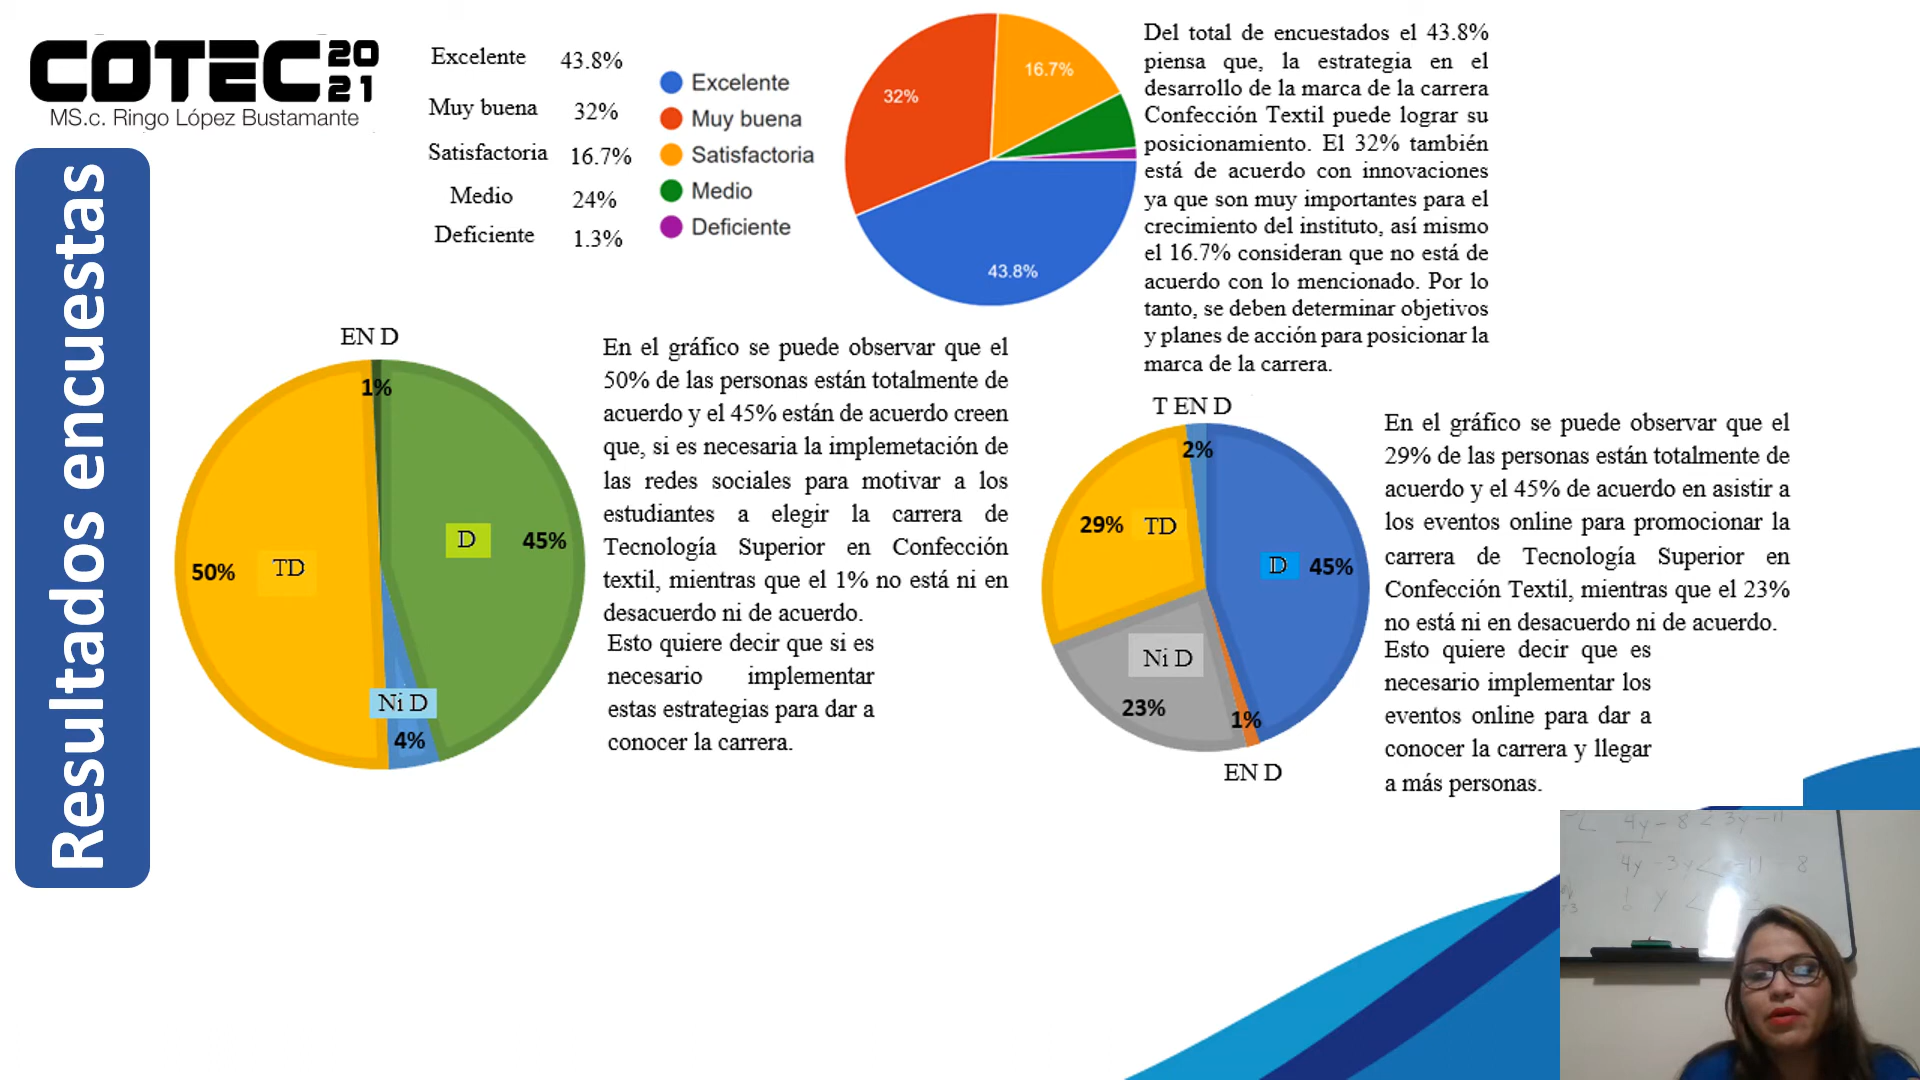 COTEC 20
21
MS.c. Ringo López Bustamante
Resultados encuestas
Excelente 43.8%
Muy buena 32%
Satisfactoria 16.7%
Medio 24%
Deficiente 1.3%
Excelente
Muy buena
Satisfactoria
Medio
Deficiente
32%
16.7%
43.8%
Del total de encuestados el 43.8%
piensa que, la estrategia en el
desarrollo de la marca de la carrera
Confección Textil puede lograr su
posicionamiento. El 32% también
está de acuerdo con innovaciones
ya que son muy importantes para el
crecimiento del instituto, así mismo
el 16.7% consideran que no está de
acuerdo con lo mencionado. Por lo
tanto, se deben determinar objetivos
y planes de acción para posicionar la
marca de la carrera.
EN D
1%
D 45%
50% TD
Ni D
4%
En el gráfico se puede observar que el
50% de las personas están totalmente de
acuerdo y el 45% están de acuerdo creen
que, si es necesaria la implemetación de
las redes sociales para motivar a los
estudiantes a elegir la carrera de
Tecnología Superior en Confección
textil, mientras que el 1% no está ni en
desacuerdo ni de acuerdo.
Esto quiere decir que si es
necesario implementar
estas estrategias para dar a
conocer la carrera.
T EN D
2%
29% TD
D 45%
Ni D
23%
1%
EN D
En el gráfico se puede observar que el
29% de las personas están totalmente de
acuerdo y el 45% de acuerdo en asistir a
los eventos online para promocionar la
carrera de Tecnología Superior en
Confección Textil, mientras que el 23%
no está ni en desacuerdo ni de acuerdo.
Esto quiere decir que es
necesario implementar los
eventos online para dar a
conocer la carrera y llegar
a más personas.
4y - 8 < 3y - 11
4y - 3y < -11 8
y <